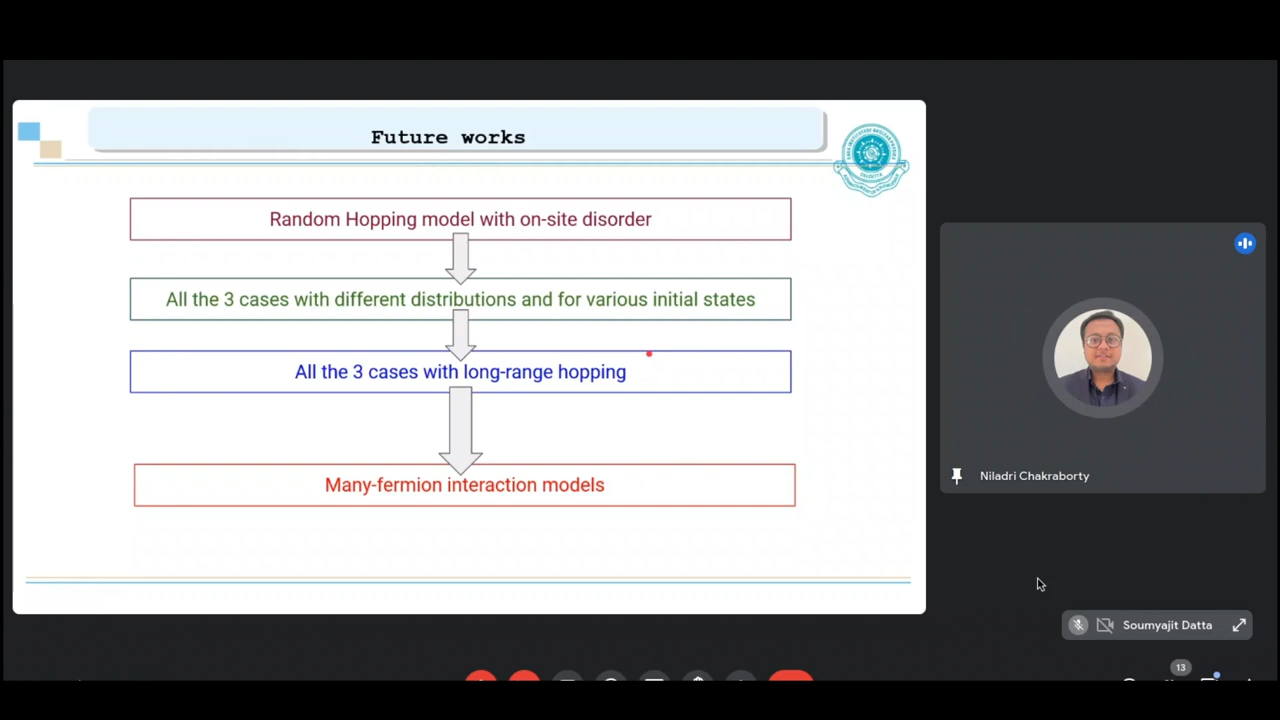 Future works
Random Hopping model with on-site disorder
All the 3 cases with different distributions and for various initial states
All the 3 cases with long-range hopping
Many-fermion interaction models
Niladri Chakraborty
Soumyajit Datta
13